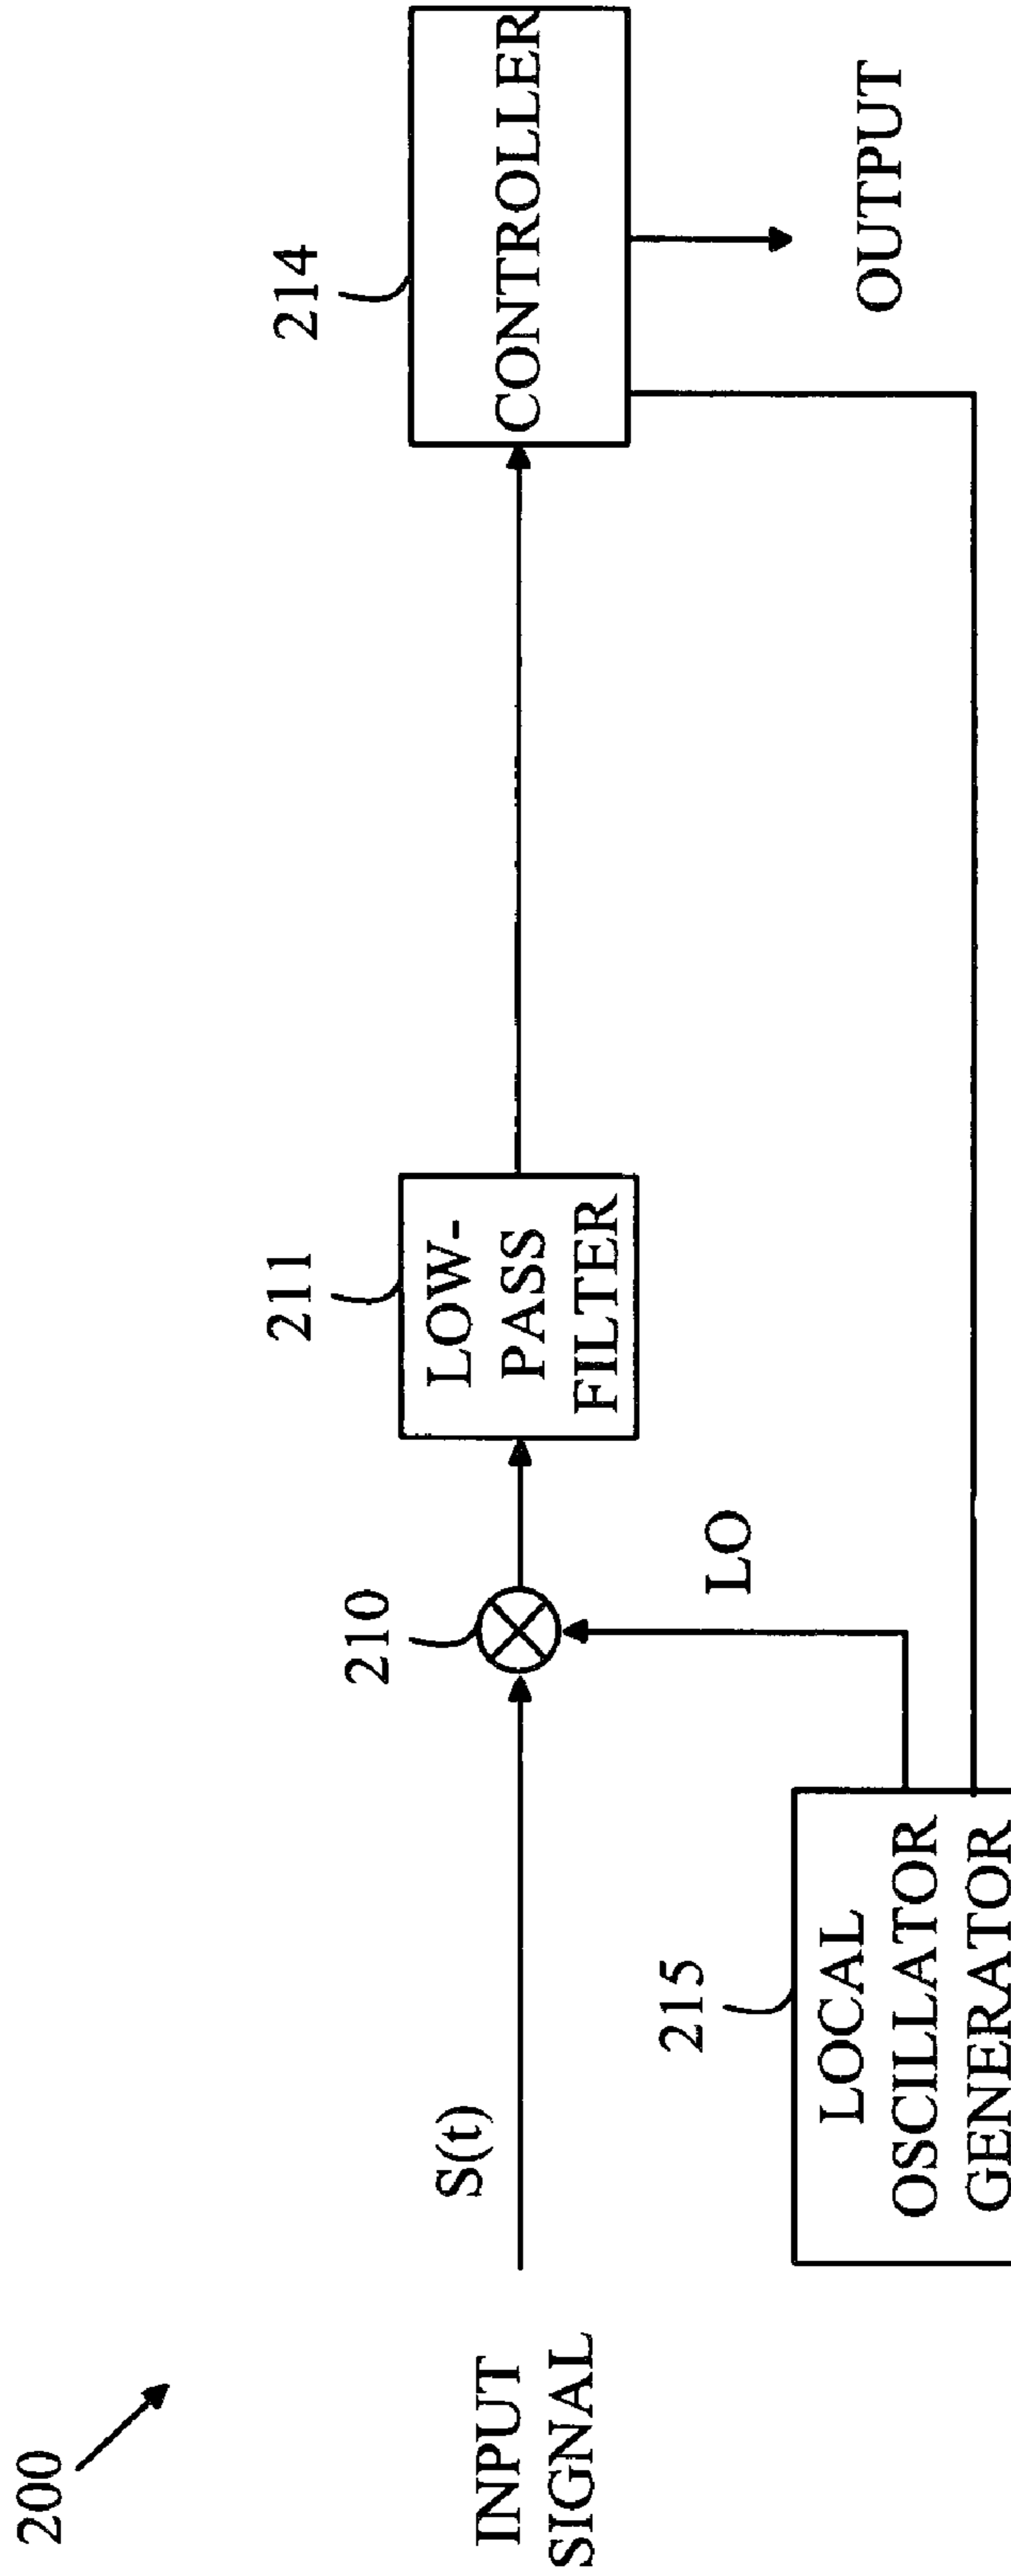 200
INPUT
SIGNAL
S(t)
210
211
LOW-
PASS
FILTER
214
CONTROLLER
OUTPUT
LO
215
LOCAL
OSCILLATOR
GENERATOR